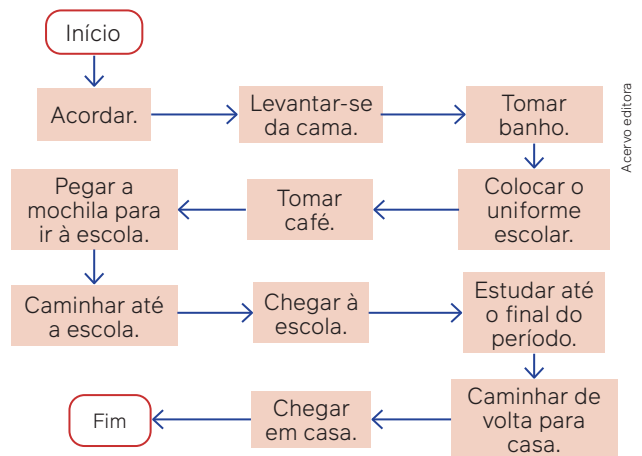 Início
Acordar.
Levantar-se
da cama.
Tomar
banho.
Colocar o
uniforme
escolar.
Tomar
café.
Pegar a
mochila para
ir à escola.
Caminhar até
a escola.
Chegar à
escola.
Estudar até
o final do
período.
Caminhar de
volta para
casa.
Chegar
em casa.
Fim
Acervo editora